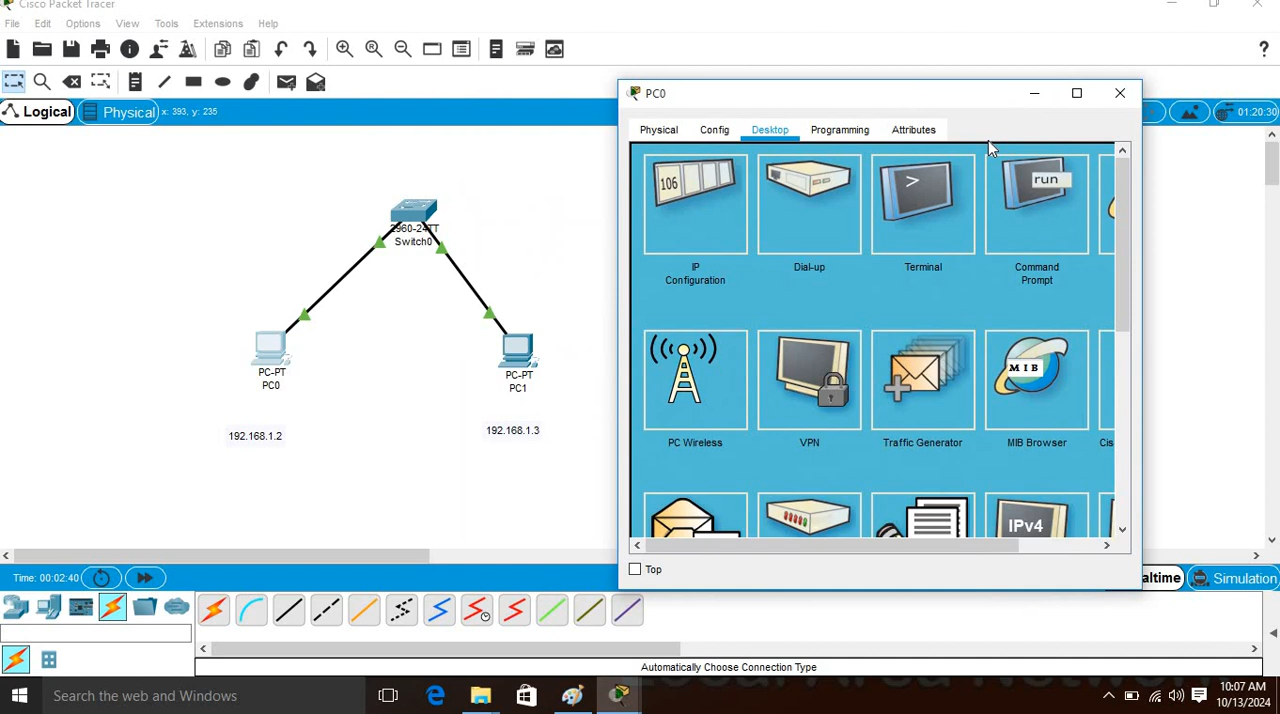 Cisco Packet Tracer
File Edit Options View Tools Extensions Help
?
Logical
Physical x: 393, y: 235
01:20:30
PC0
Physical Config Desktop Programming Attributes
106
>
run
IP
Configuration
Dial-up
Terminal
Command
Prompt
MIB
PC Wireless
VPN
Traffic Generator
MIB Browser
Cis
IPv4
Top
2960-24TT
Switch0
PC-PT
PC0
PC-PT
PC1
192.168.1.2
192.168.1.3
Time: 00:02:40
altime
Simulation
Automatically Choose Connection Type
Search the web and Windows
10:07 AM
10/13/2024